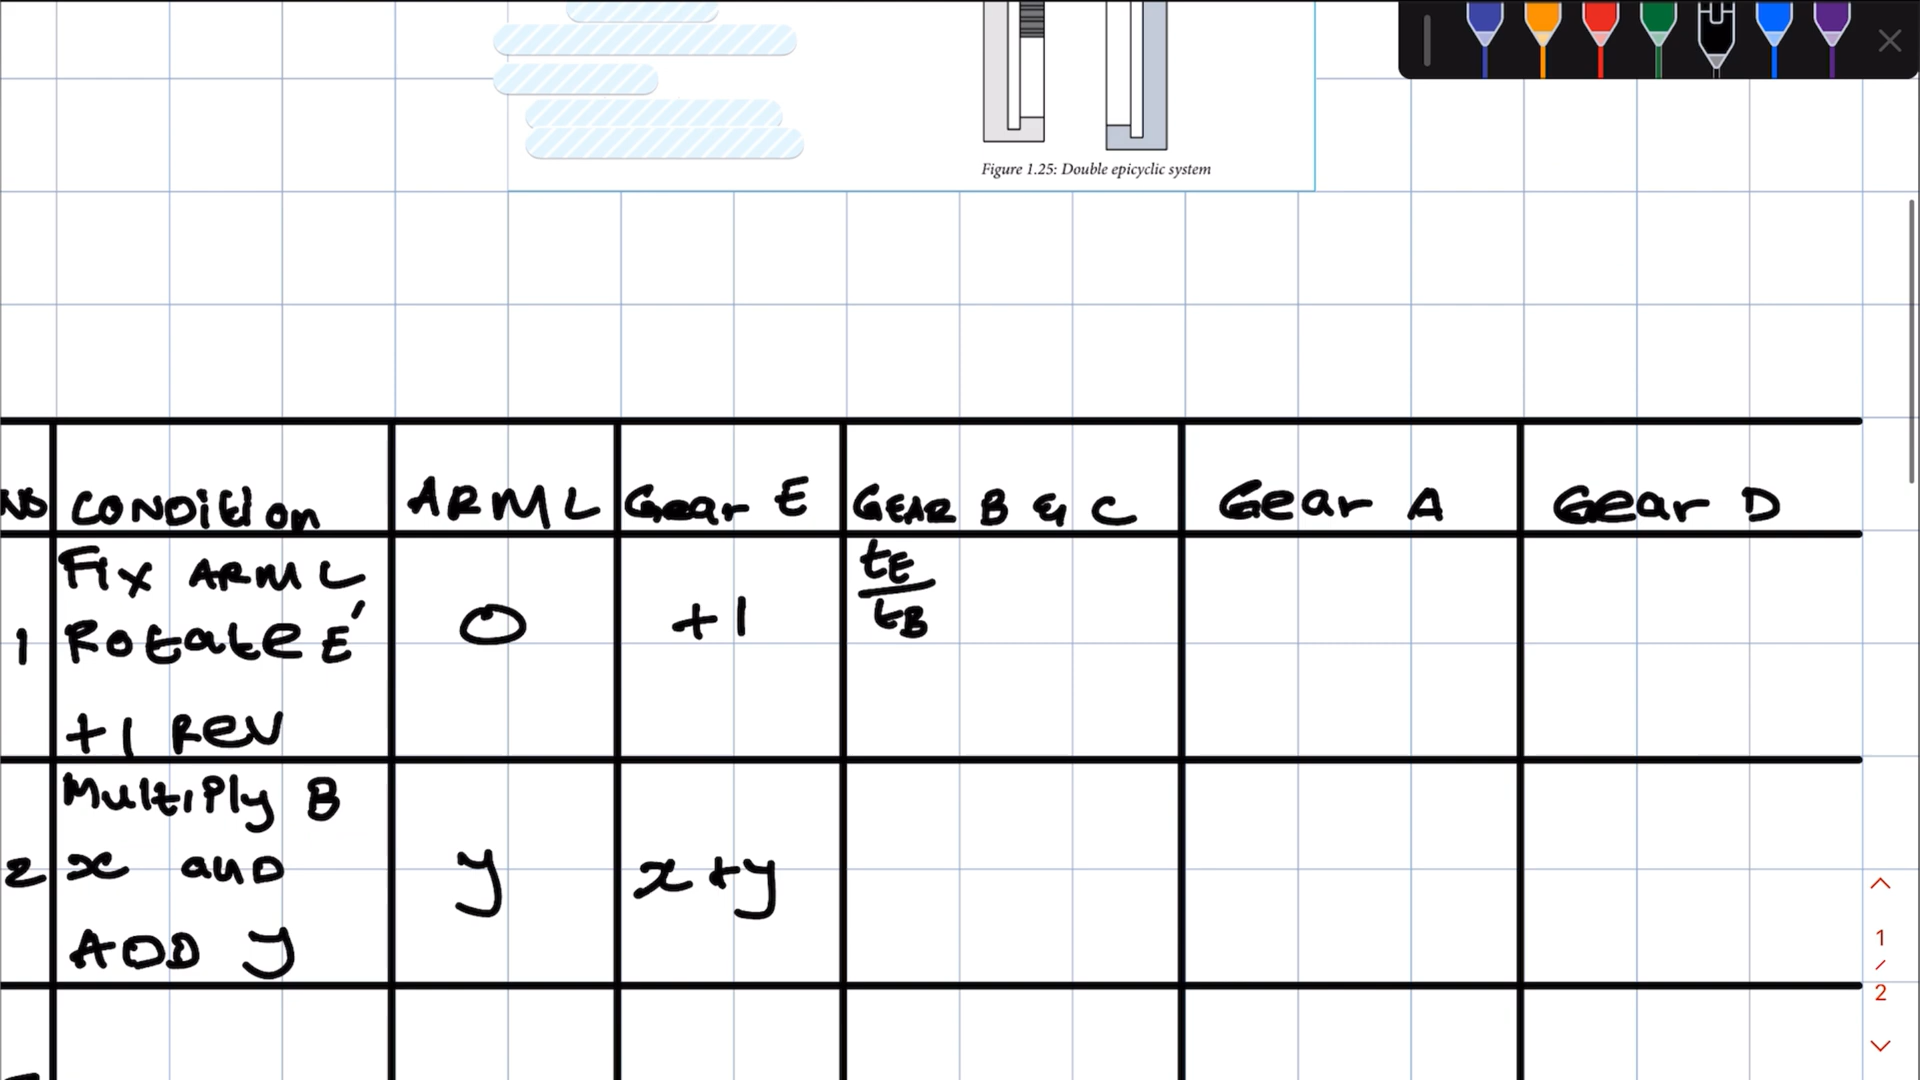 Figure 1.25: Double epicyclic system
NO CONDition ARM L Gear E GEAR B & C Gear A Gear D
1 Fix ARM L, Rotate E +1 Rev 0 +1 tE/tB
2 Multiply B x and ADD y y x+y
1
/
2